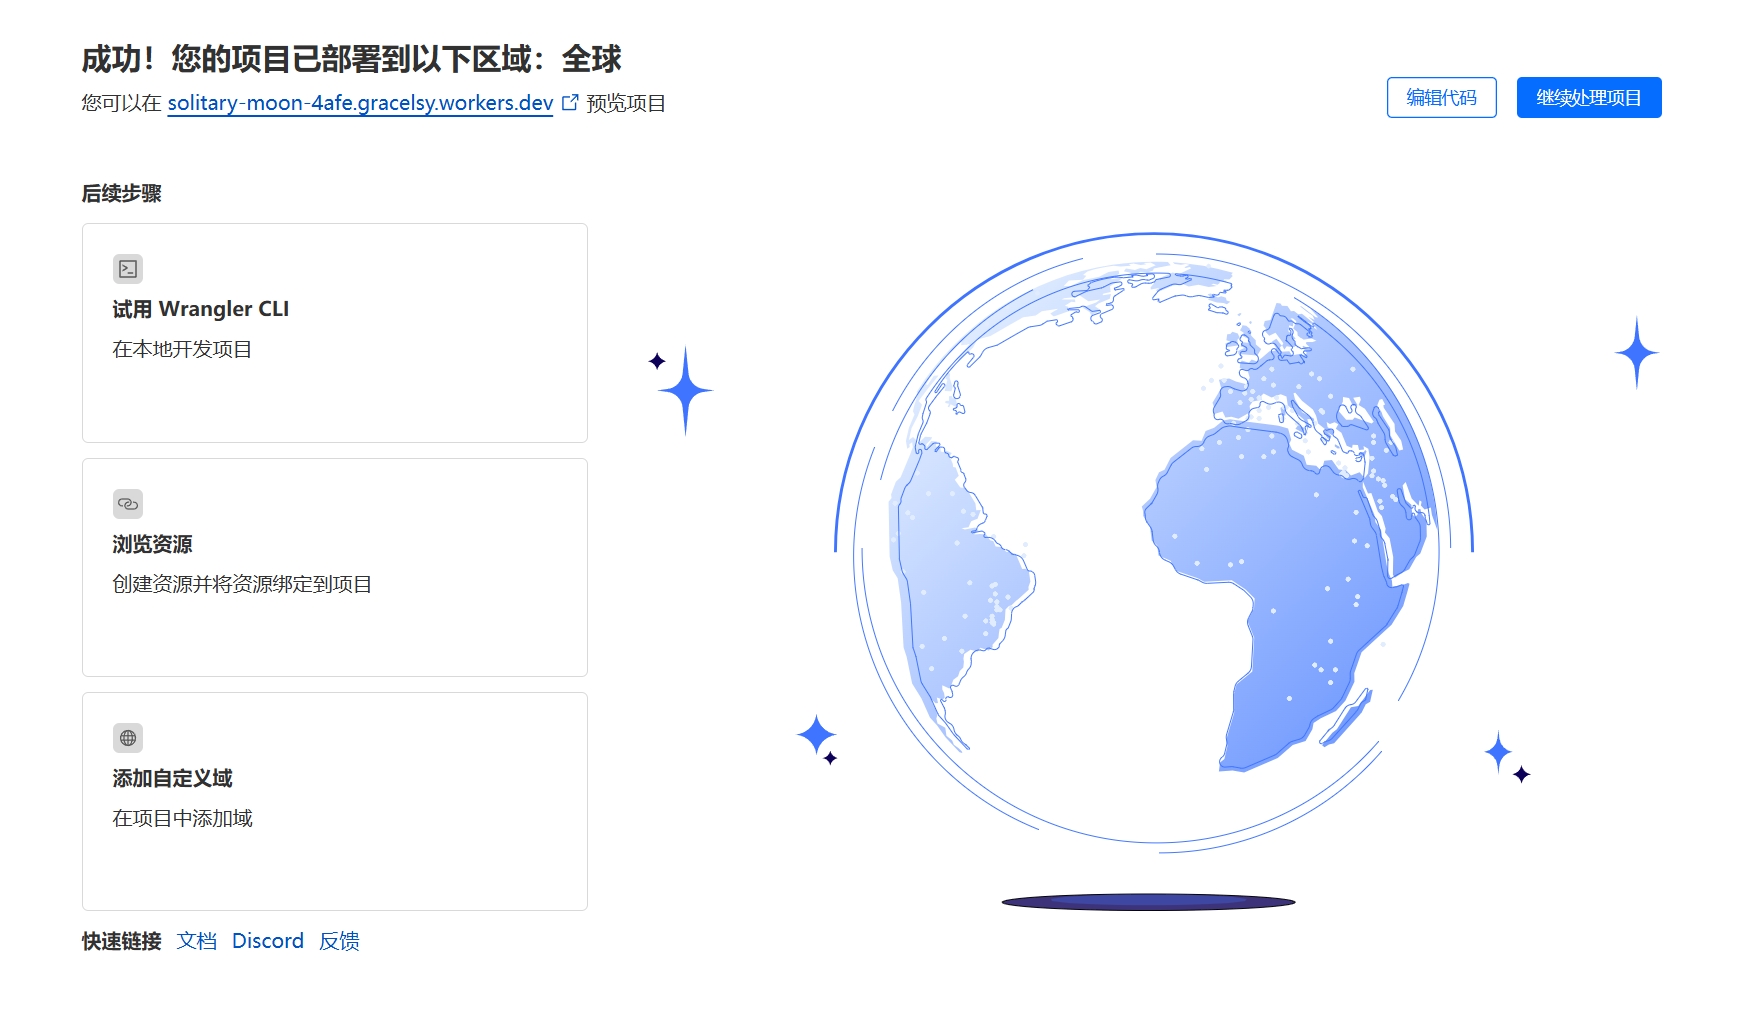 成功！您的项目已部署到以下区域：全球
您可以在 solitary-moon-4afe.gracelsy.workers.dev 预览项目
编辑代码
继续处理项目
后续步骤
试用 Wrangler CLI
在本地开发项目
浏览资源
创建资源并将资源绑定到项目
添加自定义域
在项目中添加域
快速链接 文档 Discord 反馈